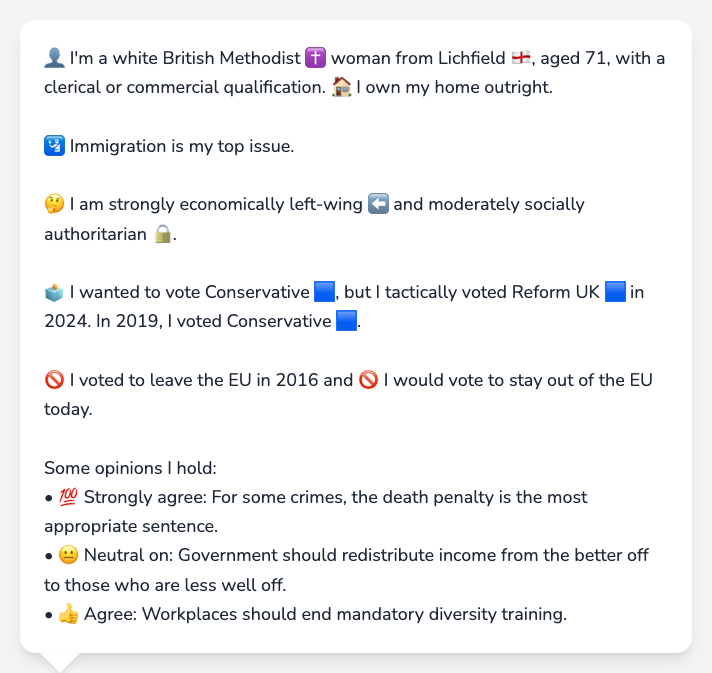 👤 I'm a white British Methodist ✝️ woman from Lichfield 🏴󠁧󠁢󠁥󠁮󠁧󠁿, aged 71, with a
clerical or commercial qualification. 🏠 I own my home outright.
🛂 Immigration is my top issue.
🤔 I am strongly economically left-wing ⬅️ and moderately socially
authoritarian 🔒.
🗳️ I wanted to vote Conservative 🟦, but I tactically voted Reform UK 🟦 in
2024. In 2019, I voted Conservative 🟦.
🚫 I voted to leave the EU in 2016 and 🚫 I would vote to stay out of the EU
today.
Some opinions I hold:
• 💯 Strongly agree: For some crimes, the death penalty is the most
appropriate sentence.
• 😐 Neutral on: Government should redistribute income from the better off
to those who are less well off.
• 👍 Agree: Workplaces should end mandatory diversity training.